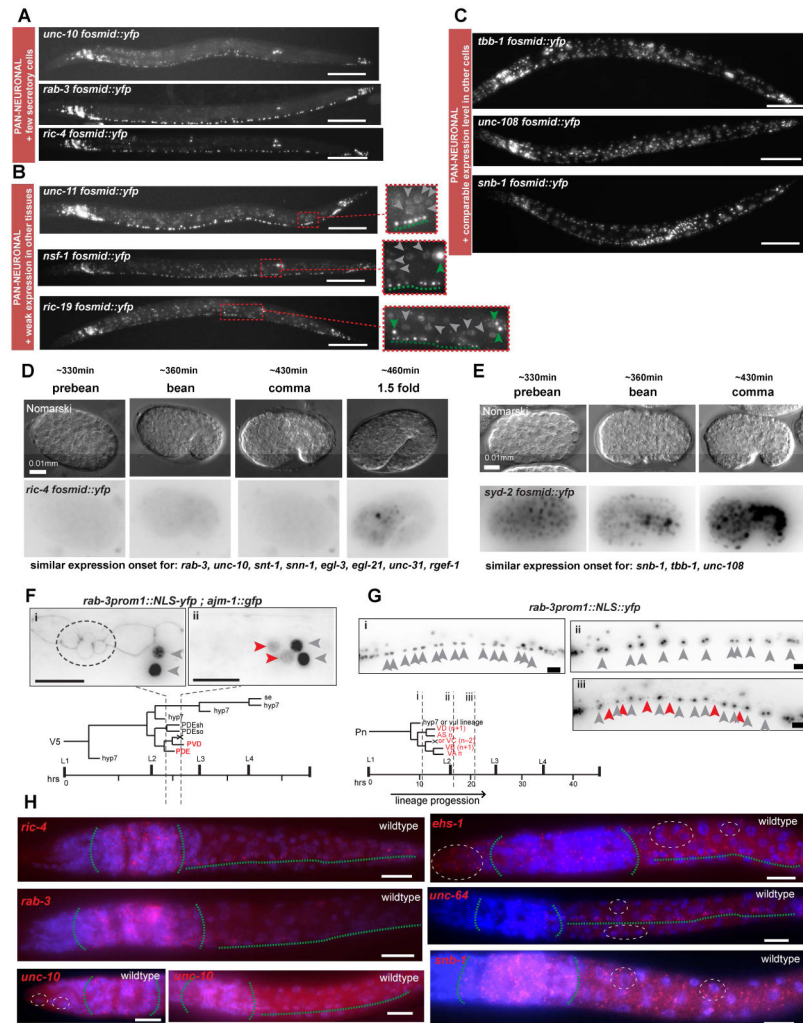 A
PAN-NEURONAL
+ few secretory cells
unc-10 fosmid::yfp
rab-3 fosmid::yfp
ric-4 fosmid::yfp
B
PAN-NEURONAL
+ weak expression in other tissues
unc-11 fosmid::yfp
nsf-1 fosmid::yfp
ric-19 fosmid::yfp
C
PAN-NEURONAL
+ comparable expression level in other cells
tbb-1 fosmid::yfp
unc-108 fosmid::yfp
snb-1 fosmid::yfp
D
~330min ~360min ~430min ~460min
prebean bean comma 1.5 fold
Nomarski
0.01mm
ric-4 fosmid::yfp
similar expression onset for: rab-3, unc-10, snt-1, snn-1, egl-3, egl-21, unc-31, rgef-1
E
~330min ~360min ~430min
prebean bean comma
Nomarski
0.01mm
syd-2 fosmid::yfp
similar expression onset for: snb-1, tbb-1, unc-108
F
rab-3prom1::NLS-yfp ; ajm-1::gfp
i ii
se
hyp7
hyp7
PDEsh
PDEso
V5
PVD
PDE
hyp7
L1 L2 L3 L4
hrs 0
G
rab-3prom1::NLS::yfp
i ii
iii
i ii iii
hyp7 or vul lineage
VD (n+1)
Pn
AS n
or VC (n-2)
VB (n+1)
VA n
L1 L2 L3 L4
hrs 0 10 20 30 40
lineage progession
H
ric-4 wildtype
rab-3 wildtype
unc-10 wildtype
unc-10 wildtype
ehs-1 wildtype
unc-64 wildtype
snb-1 wildtype